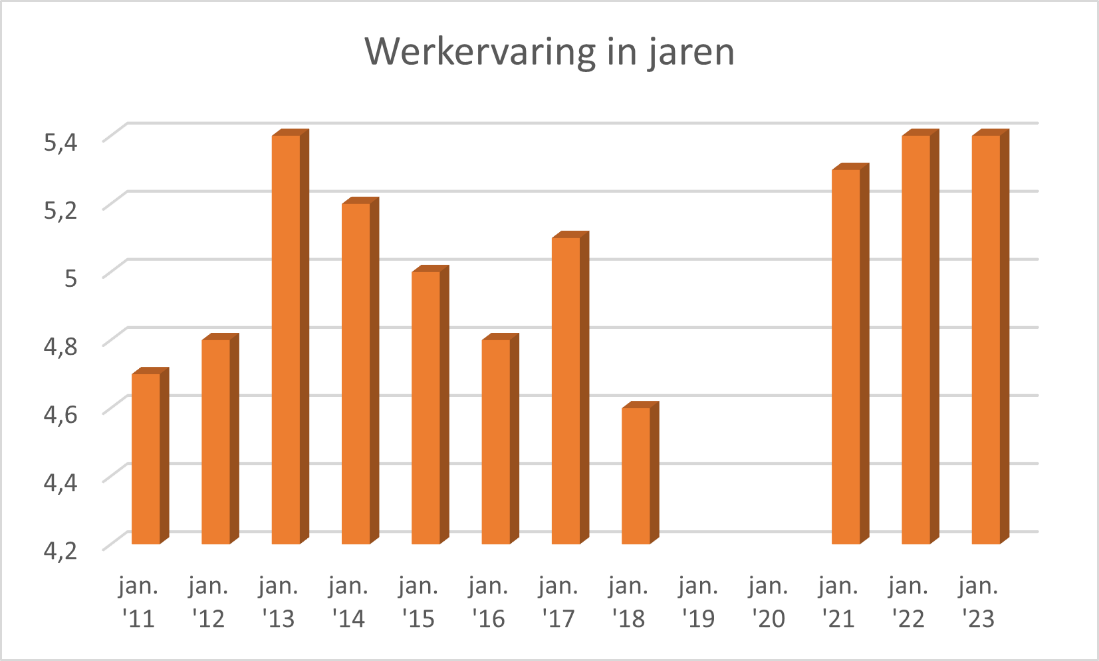 Werkervaring in jaren
5,4
5,2
5
4,8
4,6
4,4
4,2
jan. jan. jan. jan. jan. jan. jan. jan. jan. jan. jan. jan. jan.
'11 '12 '13 '14 '15 '16 '17 '18 '19 '20 '21 '22 '23